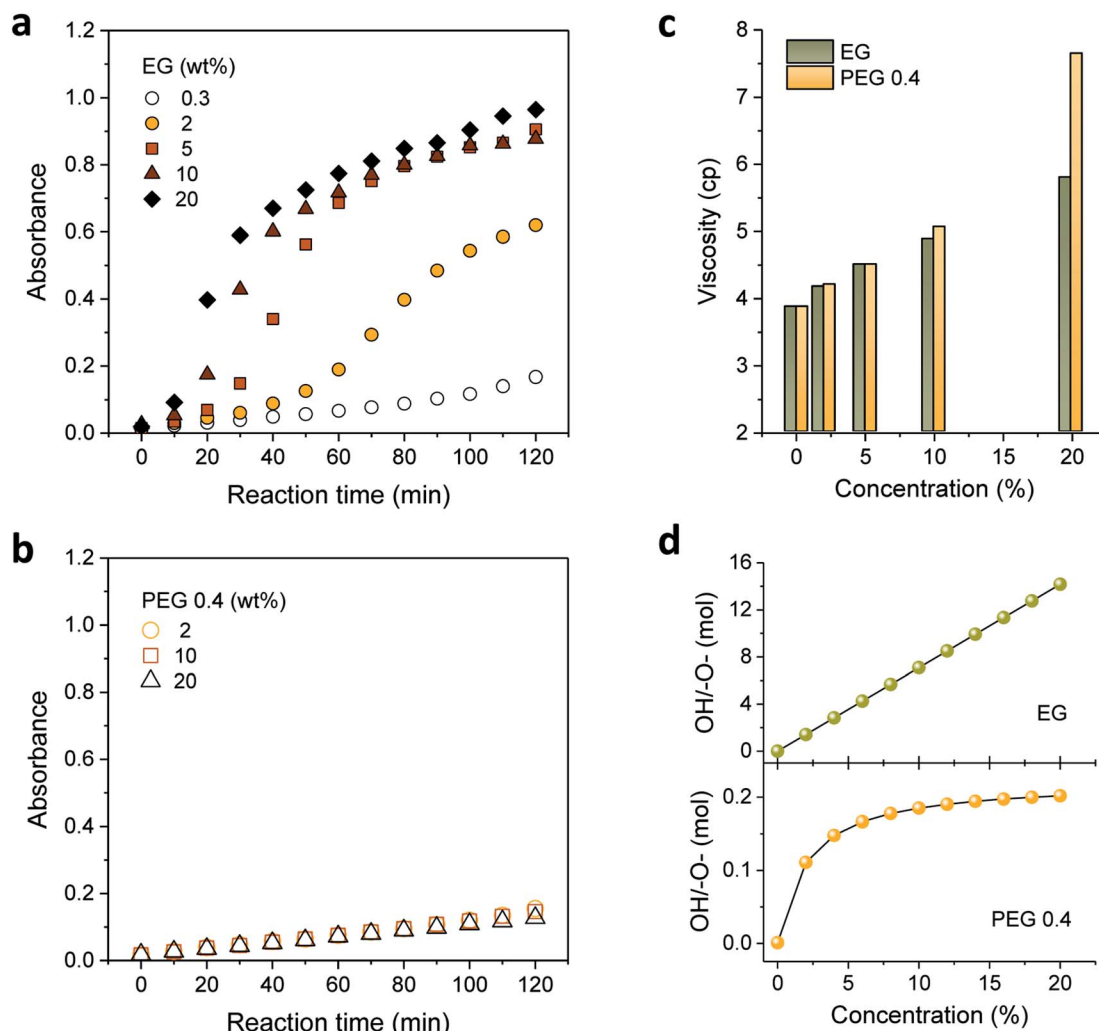 a
1.2
1.0
0.8
0.6
0.4
0.2
0.0
Absorbance
EG (wt%)
0.3
2
5
10
20
0 20 40 60 80 100 120
Reaction time (min)
b
1.2
1.0
0.8
0.6
0.4
0.2
0.0
Absorbance
PEG 0.4 (wt%)
2
10
20
0 20 40 60 80 100 120
Reaction time (min)
c
8
7
6
5
4
3
2
Viscosity (cp)
EG
PEG 0.4
0 5 10 15 20
Concentration (%)
d
16
12
8
4
0
OH/-O- (mol)
EG
0.2
0.1
0.0
OH/-O- (mol)
PEG 0.4
0 5 10 15 20
Concentration (%)